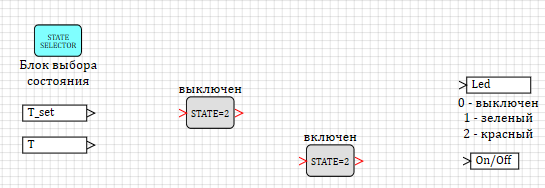 STATE
SELECTOR
Блок выбора
состояния
T_set
T
выключен
STATE=2
включен
STATE=2
Led
0 - выключен
1 - зеленый
2 - красный
On/Off